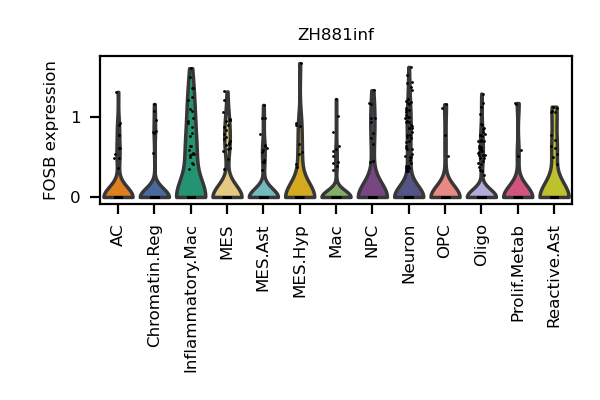 ZH881inf
FOSB expression
1
0
AC
Chromatin.Reg
Inflammatory.Mac
MES
MES.Ast
MES.Hyp
Mac
NPC
Neuron
OPC
Oligo
Prolif.Metab
Reactive.Ast